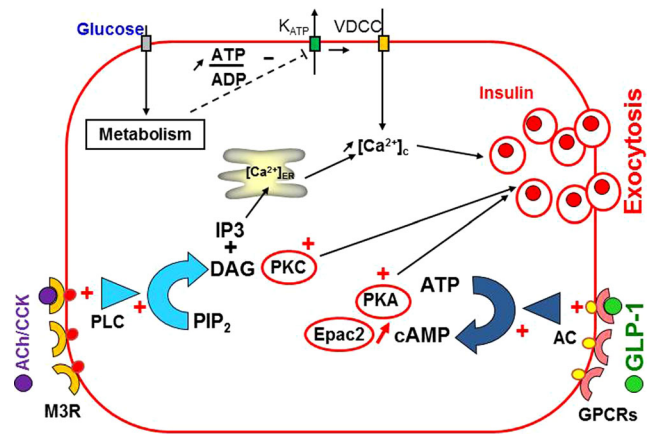 Glucose
K_ATP
VDCC
ATP
ADP
−
Metabolism
Insulin
Exocytosis
[Ca²⁺]c
[Ca²⁺]ER
IP3
+
DAG
PKC
+
+
PKA
ATP
ACh/CCK
+
PLC
+
PIP₂
Epac2
cAMP
+
AC
+
GLP-1
M3R
GPCRs